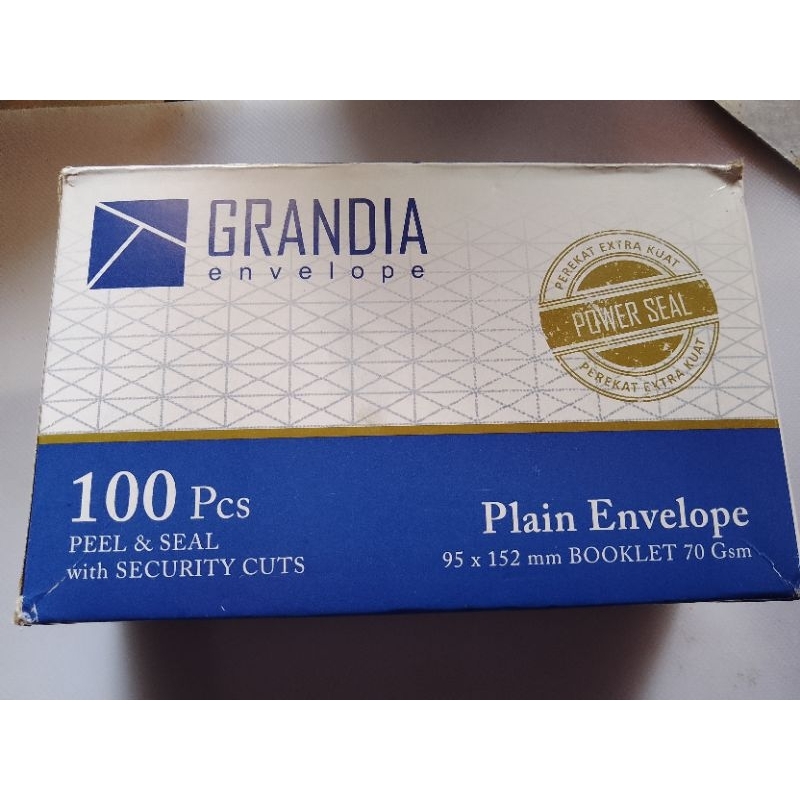 GRANDIA
envelope
PEREKAT EXTRA KUAT
POWER SEAL
PEREKAT EXTRA KUAT
100 Pcs
PEEL & SEAL
with SECURITY CUTS
Plain Envelope
95 x 152 mm BOOKLET 70 Gsm